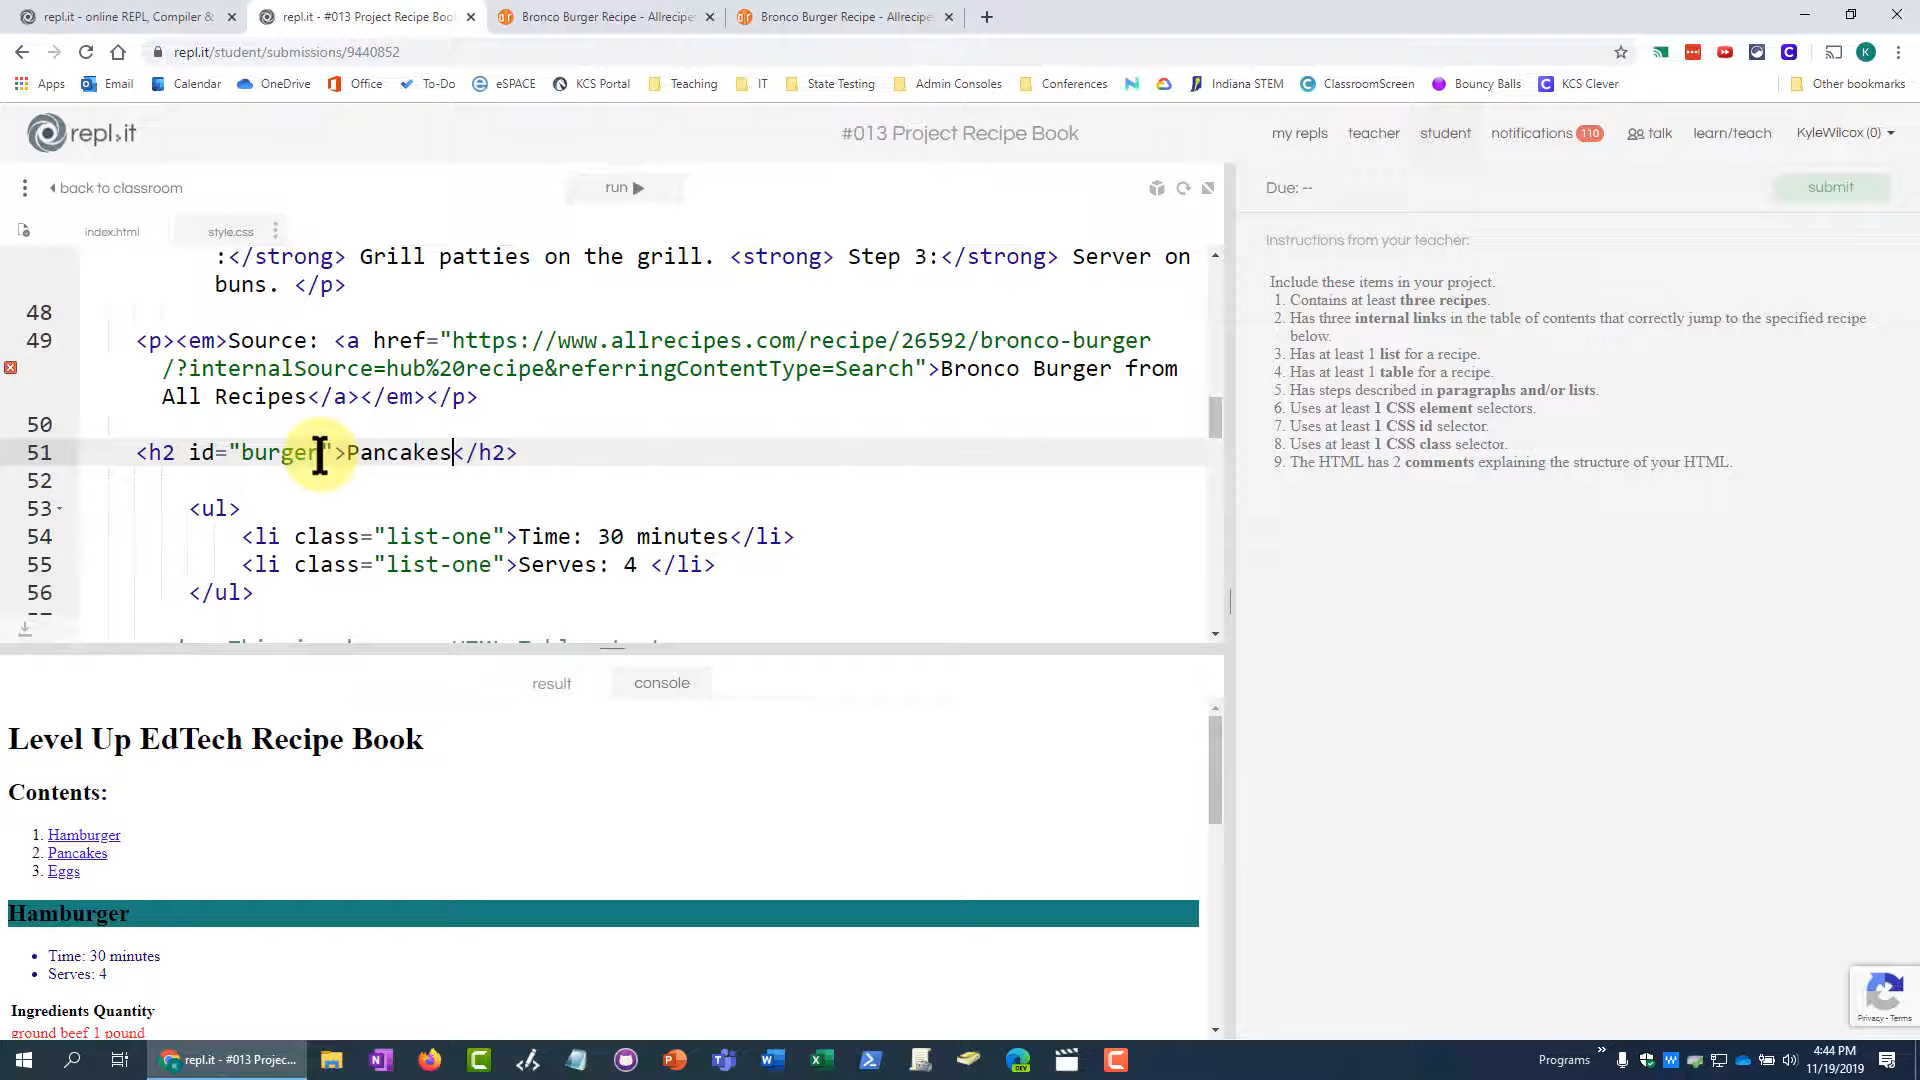 repl.it - online REPL, Compiler &
repl.it - #013 Project Recipe Boo
Bronco Burger Recipe - Allrecipe
Bronco Burger Recipe - Allrecipe
repl.it/student/submissions/9440852
Apps
Email
Calendar
OneDrive
Office
To-Do
eSPACE
KCS Portal
Teaching
IT
State Testing
Admin Consoles
Conferences
Indiana STEM
ClassroomScreen
Bouncy Balls
KCS Clever
Other bookmarks
repl.it
#013 Project Recipe Book
my repls
teacher
student
notifications 110
talk
learn/teach
KyleWilcox (0)
back to classroom
run
Due: --
submit
index.html
style.css
Instructions from your teacher:
:</strong> Grill patties on the grill. <strong> Step 3:</strong> Server on
buns. </p>
48
49 <p><em>Source: <a href="https://www.allrecipes.com/recipe/26592/bronco-burger
/?internalSource=hub%20recipe&referringContentType=Search">Bronco Burger from
All Recipes</a></em></p>
50
51 <h2 id="burger">Pancakes</h2>
52
53 <ul>
54 <li class="list-one">Time: 30 minutes</li>
55 <li class="list-one">Serves: 4 </li>
56 </ul>
Include these items in your project.
1. Contains at least three recipes.
2. Has three internal links in the table of contents that correctly jump to the specified recipe
below.
3. Has at least 1 list for a recipe.
4. Has at least 1 table for a recipe.
5. Has steps described in paragraphs and/or lists.
6. Uses at least 1 CSS element selectors.
7. Uses at least 1 CSS id selector.
8. Uses at least 1 CSS class selector.
9. The HTML has 2 comments explaining the structure of your HTML.
result
console
Level Up EdTech Recipe Book
Contents:
1. Hamburger
2. Pancakes
3. Eggs
Hamburger
Time: 30 minutes
Serves: 4
Ingredients Quantity
ground beef 1 pound
Privacy - Terms
repl.it - #013 Projec...
Programs
4:44 PM
11/19/2019